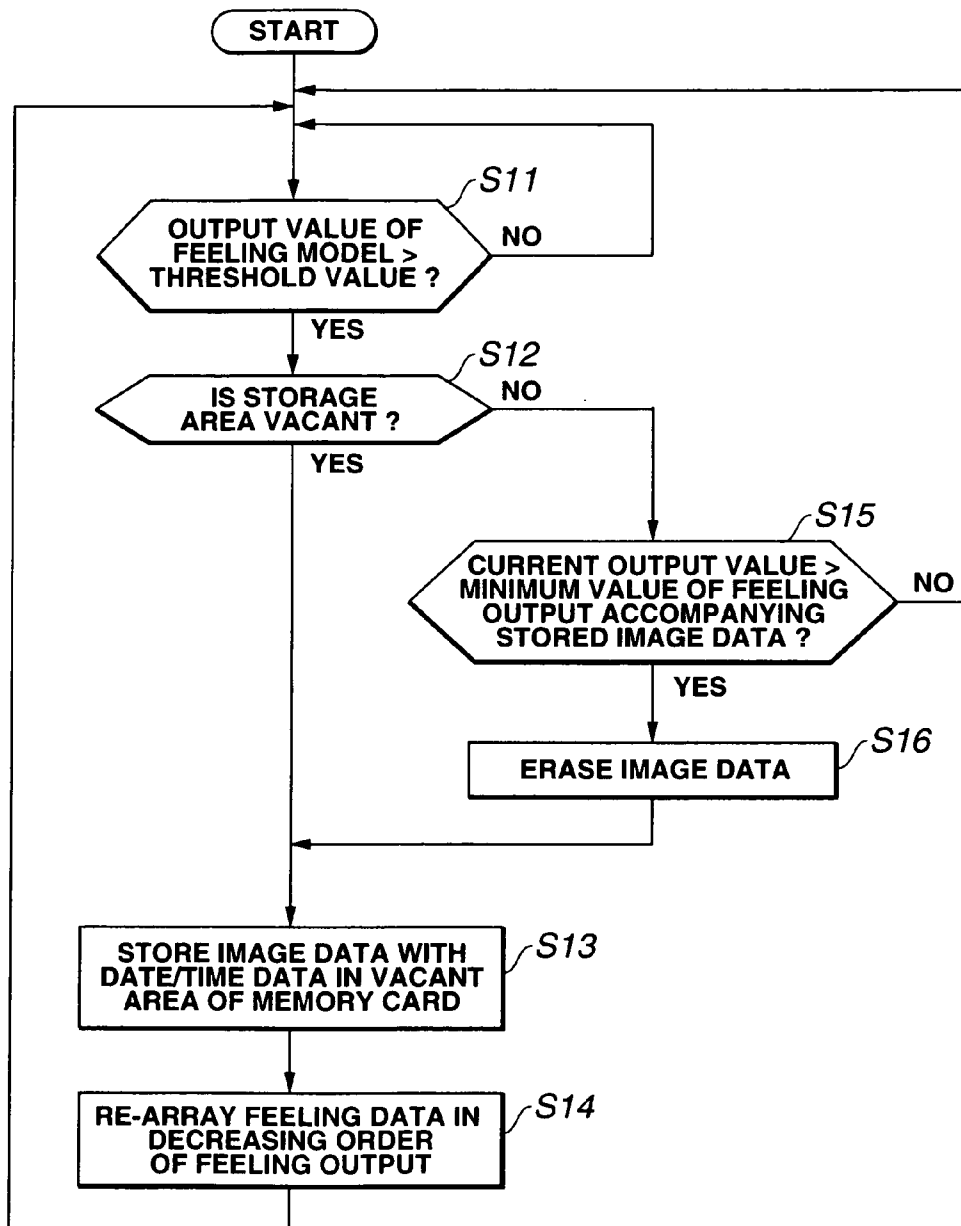 START
S11
OUTPUT VALUE OF
FEELING MODEL >
THRESHOLD VALUE ?
NO
YES
S12
IS STORAGE
AREA VACANT ?
NO
YES
S15
CURRENT OUTPUT VALUE >
MINIMUM VALUE OF FEELING
OUTPUT ACCOMPANYING
STORED IMAGE DATA ?
NO
YES
S16
ERASE IMAGE DATA
S13
STORE IMAGE DATA WITH
DATE/TIME DATA IN VACANT
AREA OF MEMORY CARD
S14
RE-ARRAY FEELING DATA IN
DECREASING ORDER
OF FEELING OUTPUT